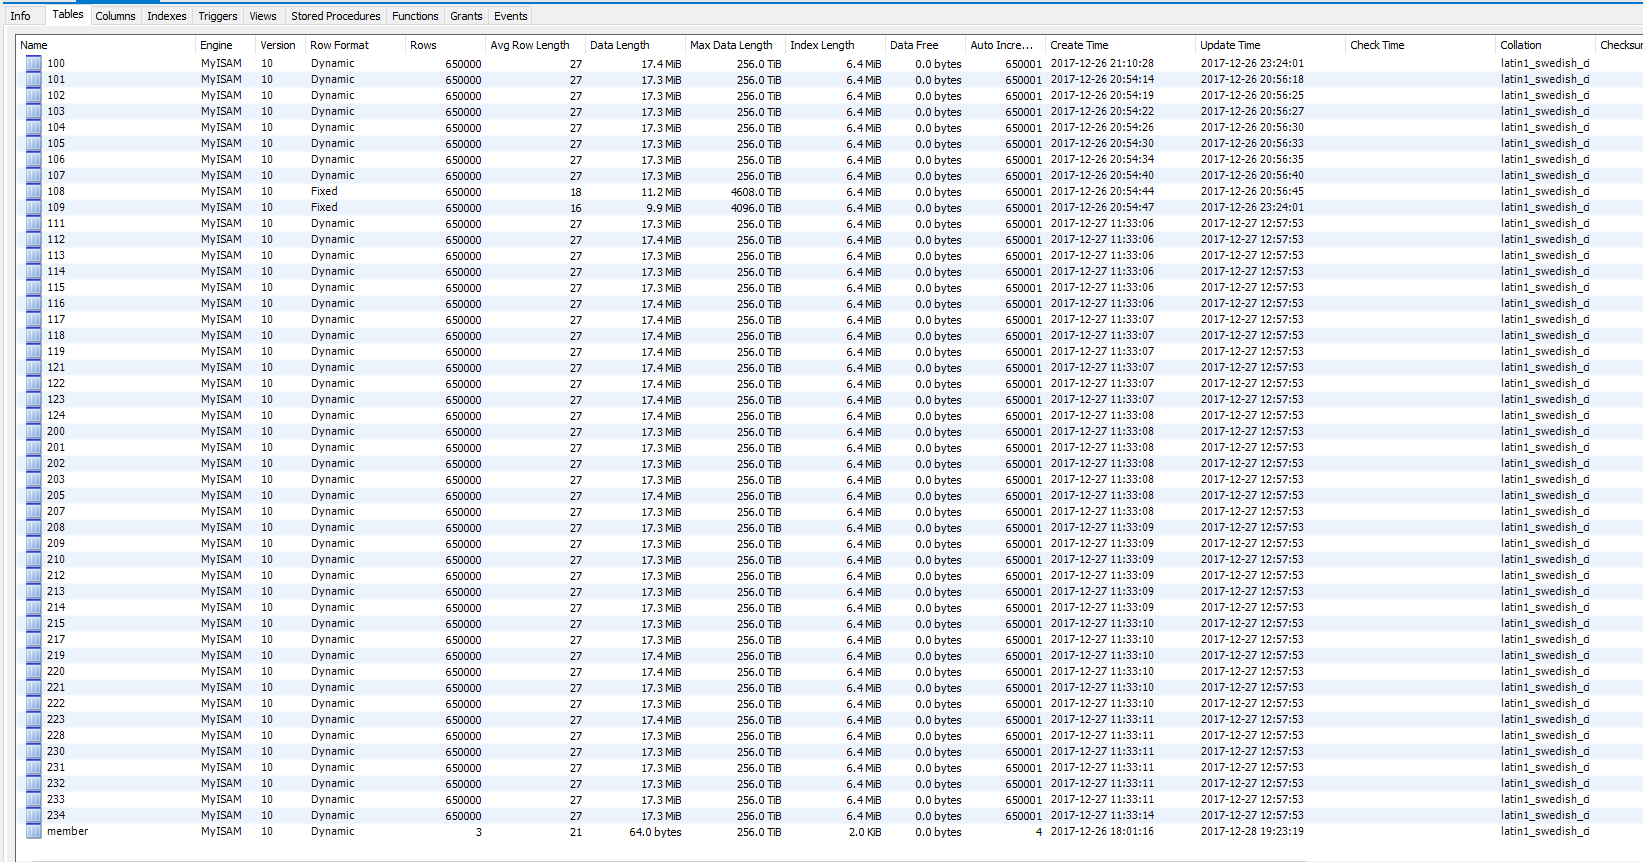 Info Tables Columns Indexes Triggers Views Stored Procedures Functions Grants Events
Name Engine Version Row Format Rows Avg Row Length Data Length Max Data Length Index Length Data Free Auto Incre... Create Time Update Time Check Time Collation Checksur
100 MyISAM 10 Dynamic 650000 27 17.4 MiB 256.0 TiB 6.4 MiB 0.0 bytes 650001 2017-12-26 21:10:28 2017-12-26 23:24:01 latin1_swedish_ci
101 MyISAM 10 Dynamic 650000 27 17.3 MiB 256.0 TiB 6.4 MiB 0.0 bytes 650001 2017-12-26 20:54:14 2017-12-26 20:56:18 latin1_swedish_ci
102 MyISAM 10 Dynamic 650000 27 17.3 MiB 256.0 TiB 6.4 MiB 0.0 bytes 650001 2017-12-26 20:54:19 2017-12-26 20:56:25 latin1_swedish_ci
103 MyISAM 10 Dynamic 650000 27 17.3 MiB 256.0 TiB 6.4 MiB 0.0 bytes 650001 2017-12-26 20:54:22 2017-12-26 20:56:27 latin1_swedish_ci
104 MyISAM 10 Dynamic 650000 27 17.3 MiB 256.0 TiB 6.4 MiB 0.0 bytes 650001 2017-12-26 20:54:26 2017-12-26 20:56:30 latin1_swedish_ci
105 MyISAM 10 Dynamic 650000 27 17.3 MiB 256.0 TiB 6.4 MiB 0.0 bytes 650001 2017-12-26 20:54:30 2017-12-26 20:56:33 latin1_swedish_ci
106 MyISAM 10 Dynamic 650000 27 17.3 MiB 256.0 TiB 6.4 MiB 0.0 bytes 650001 2017-12-26 20:54:34 2017-12-26 20:56:35 latin1_swedish_ci
107 MyISAM 10 Dynamic 650000 27 17.3 MiB 256.0 TiB 6.4 MiB 0.0 bytes 650001 2017-12-26 20:54:40 2017-12-26 20:56:40 latin1_swedish_ci
108 MyISAM 10 Fixed 650000 18 11.2 MiB 4608.0 TiB 6.4 MiB 0.0 bytes 650001 2017-12-26 20:54:44 2017-12-26 20:56:45 latin1_swedish_ci
109 MyISAM 10 Fixed 650000 16 9.9 MiB 4096.0 TiB 6.4 MiB 0.0 bytes 650001 2017-12-26 20:54:47 2017-12-26 23:24:01 latin1_swedish_ci
111 MyISAM 10 Dynamic 650000 27 17.3 MiB 256.0 TiB 6.4 MiB 0.0 bytes 650001 2017-12-27 11:33:06 2017-12-27 12:57:53 latin1_swedish_ci
112 MyISAM 10 Dynamic 650000 27 17.4 MiB 256.0 TiB 6.4 MiB 0.0 bytes 650001 2017-12-27 11:33:06 2017-12-27 12:57:53 latin1_swedish_ci
113 MyISAM 10 Dynamic 650000 27 17.3 MiB 256.0 TiB 6.4 MiB 0.0 bytes 650001 2017-12-27 11:33:06 2017-12-27 12:57:53 latin1_swedish_ci
114 MyISAM 10 Dynamic 650000 27 17.3 MiB 256.0 TiB 6.4 MiB 0.0 bytes 650001 2017-12-27 11:33:06 2017-12-27 12:57:53 latin1_swedish_ci
115 MyISAM 10 Dynamic 650000 27 17.3 MiB 256.0 TiB 6.4 MiB 0.0 bytes 650001 2017-12-27 11:33:06 2017-12-27 12:57:53 latin1_swedish_ci
116 MyISAM 10 Dynamic 650000 27 17.4 MiB 256.0 TiB 6.4 MiB 0.0 bytes 650001 2017-12-27 11:33:06 2017-12-27 12:57:53 latin1_swedish_ci
117 MyISAM 10 Dynamic 650000 27 17.4 MiB 256.0 TiB 6.4 MiB 0.0 bytes 650001 2017-12-27 11:33:07 2017-12-27 12:57:53 latin1_swedish_ci
118 MyISAM 10 Dynamic 650000 27 17.4 MiB 256.0 TiB 6.4 MiB 0.0 bytes 650001 2017-12-27 11:33:07 2017-12-27 12:57:53 latin1_swedish_ci
119 MyISAM 10 Dynamic 650000 27 17.4 MiB 256.0 TiB 6.4 MiB 0.0 bytes 650001 2017-12-27 11:33:07 2017-12-27 12:57:53 latin1_swedish_ci
121 MyISAM 10 Dynamic 650000 27 17.4 MiB 256.0 TiB 6.4 MiB 0.0 bytes 650001 2017-12-27 11:33:07 2017-12-27 12:57:53 latin1_swedish_ci
122 MyISAM 10 Dynamic 650000 27 17.4 MiB 256.0 TiB 6.4 MiB 0.0 bytes 650001 2017-12-27 11:33:07 2017-12-27 12:57:53 latin1_swedish_ci
123 MyISAM 10 Dynamic 650000 27 17.3 MiB 256.0 TiB 6.4 MiB 0.0 bytes 650001 2017-12-27 11:33:07 2017-12-27 12:57:53 latin1_swedish_ci
124 MyISAM 10 Dynamic 650000 27 17.4 MiB 256.0 TiB 6.4 MiB 0.0 bytes 650001 2017-12-27 11:33:08 2017-12-27 12:57:53 latin1_swedish_ci
200 MyISAM 10 Dynamic 650000 27 17.3 MiB 256.0 TiB 6.4 MiB 0.0 bytes 650001 2017-12-27 11:33:08 2017-12-27 12:57:53 latin1_swedish_ci
201 MyISAM 10 Dynamic 650000 27 17.3 MiB 256.0 TiB 6.4 MiB 0.0 bytes 650001 2017-12-27 11:33:08 2017-12-27 12:57:53 latin1_swedish_ci
202 MyISAM 10 Dynamic 650000 27 17.3 MiB 256.0 TiB 6.4 MiB 0.0 bytes 650001 2017-12-27 11:33:08 2017-12-27 12:57:53 latin1_swedish_ci
203 MyISAM 10 Dynamic 650000 27 17.3 MiB 256.0 TiB 6.4 MiB 0.0 bytes 650001 2017-12-27 11:33:08 2017-12-27 12:57:53 latin1_swedish_ci
205 MyISAM 10 Dynamic 650000 27 17.4 MiB 256.0 TiB 6.4 MiB 0.0 bytes 650001 2017-12-27 11:33:08 2017-12-27 12:57:53 latin1_swedish_ci
207 MyISAM 10 Dynamic 650000 27 17.3 MiB 256.0 TiB 6.4 MiB 0.0 bytes 650001 2017-12-27 11:33:08 2017-12-27 12:57:53 latin1_swedish_ci
208 MyISAM 10 Dynamic 650000 27 17.3 MiB 256.0 TiB 6.4 MiB 0.0 bytes 650001 2017-12-27 11:33:09 2017-12-27 12:57:53 latin1_swedish_ci
209 MyISAM 10 Dynamic 650000 27 17.3 MiB 256.0 TiB 6.4 MiB 0.0 bytes 650001 2017-12-27 11:33:09 2017-12-27 12:57:53 latin1_swedish_ci
210 MyISAM 10 Dynamic 650000 27 17.4 MiB 256.0 TiB 6.4 MiB 0.0 bytes 650001 2017-12-27 11:33:09 2017-12-27 12:57:53 latin1_swedish_ci
212 MyISAM 10 Dynamic 650000 27 17.3 MiB 256.0 TiB 6.4 MiB 0.0 bytes 650001 2017-12-27 11:33:09 2017-12-27 12:57:53 latin1_swedish_ci
213 MyISAM 10 Dynamic 650000 27 17.3 MiB 256.0 TiB 6.4 MiB 0.0 bytes 650001 2017-12-27 11:33:09 2017-12-27 12:57:53 latin1_swedish_ci
214 MyISAM 10 Dynamic 650000 27 17.3 MiB 256.0 TiB 6.4 MiB 0.0 bytes 650001 2017-12-27 11:33:09 2017-12-27 12:57:53 latin1_swedish_ci
215 MyISAM 10 Dynamic 650000 27 17.3 MiB 256.0 TiB 6.4 MiB 0.0 bytes 650001 2017-12-27 11:33:10 2017-12-27 12:57:53 latin1_swedish_ci
217 MyISAM 10 Dynamic 650000 27 17.3 MiB 256.0 TiB 6.4 MiB 0.0 bytes 650001 2017-12-27 11:33:10 2017-12-27 12:57:53 latin1_swedish_ci
219 MyISAM 10 Dynamic 650000 27 17.4 MiB 256.0 TiB 6.4 MiB 0.0 bytes 650001 2017-12-27 11:33:10 2017-12-27 12:57:53 latin1_swedish_ci
220 MyISAM 10 Dynamic 650000 27 17.4 MiB 256.0 TiB 6.4 MiB 0.0 bytes 650001 2017-12-27 11:33:10 2017-12-27 12:57:53 latin1_swedish_ci
221 MyISAM 10 Dynamic 650000 27 17.3 MiB 256.0 TiB 6.4 MiB 0.0 bytes 650001 2017-12-27 11:33:10 2017-12-27 12:57:53 latin1_swedish_ci
222 MyISAM 10 Dynamic 650000 27 17.3 MiB 256.0 TiB 6.4 MiB 0.0 bytes 650001 2017-12-27 11:33:10 2017-12-27 12:57:53 latin1_swedish_ci
223 MyISAM 10 Dynamic 650000 27 17.4 MiB 256.0 TiB 6.4 MiB 0.0 bytes 650001 2017-12-27 11:33:11 2017-12-27 12:57:53 latin1_swedish_ci
228 MyISAM 10 Dynamic 650000 27 17.3 MiB 256.0 TiB 6.4 MiB 0.0 bytes 650001 2017-12-27 11:33:11 2017-12-27 12:57:53 latin1_swedish_ci
230 MyISAM 10 Dynamic 650000 27 17.3 MiB 256.0 TiB 6.4 MiB 0.0 bytes 650001 2017-12-27 11:33:11 2017-12-27 12:57:53 latin1_swedish_ci
231 MyISAM 10 Dynamic 650000 27 17.3 MiB 256.0 TiB 6.4 MiB 0.0 bytes 650001 2017-12-27 11:33:11 2017-12-27 12:57:53 latin1_swedish_ci
232 MyISAM 10 Dynamic 650000 27 17.3 MiB 256.0 TiB 6.4 MiB 0.0 bytes 650001 2017-12-27 11:33:11 2017-12-27 12:57:53 latin1_swedish_ci
233 MyISAM 10 Dynamic 650000 27 17.3 MiB 256.0 TiB 6.4 MiB 0.0 bytes 650001 2017-12-27 11:33:11 2017-12-27 12:57:53 latin1_swedish_ci
234 MyISAM 10 Dynamic 650000 27 17.3 MiB 256.0 TiB 6.4 MiB 0.0 bytes 650001 2017-12-27 11:33:14 2017-12-27 12:57:53 latin1_swedish_ci
member MyISAM 10 Dynamic 3 21 64.0 bytes 256.0 TiB 2.0 KiB 0.0 bytes 4 2017-12-26 18:01:16 2017-12-28 19:23:19 latin1_swedish_ci